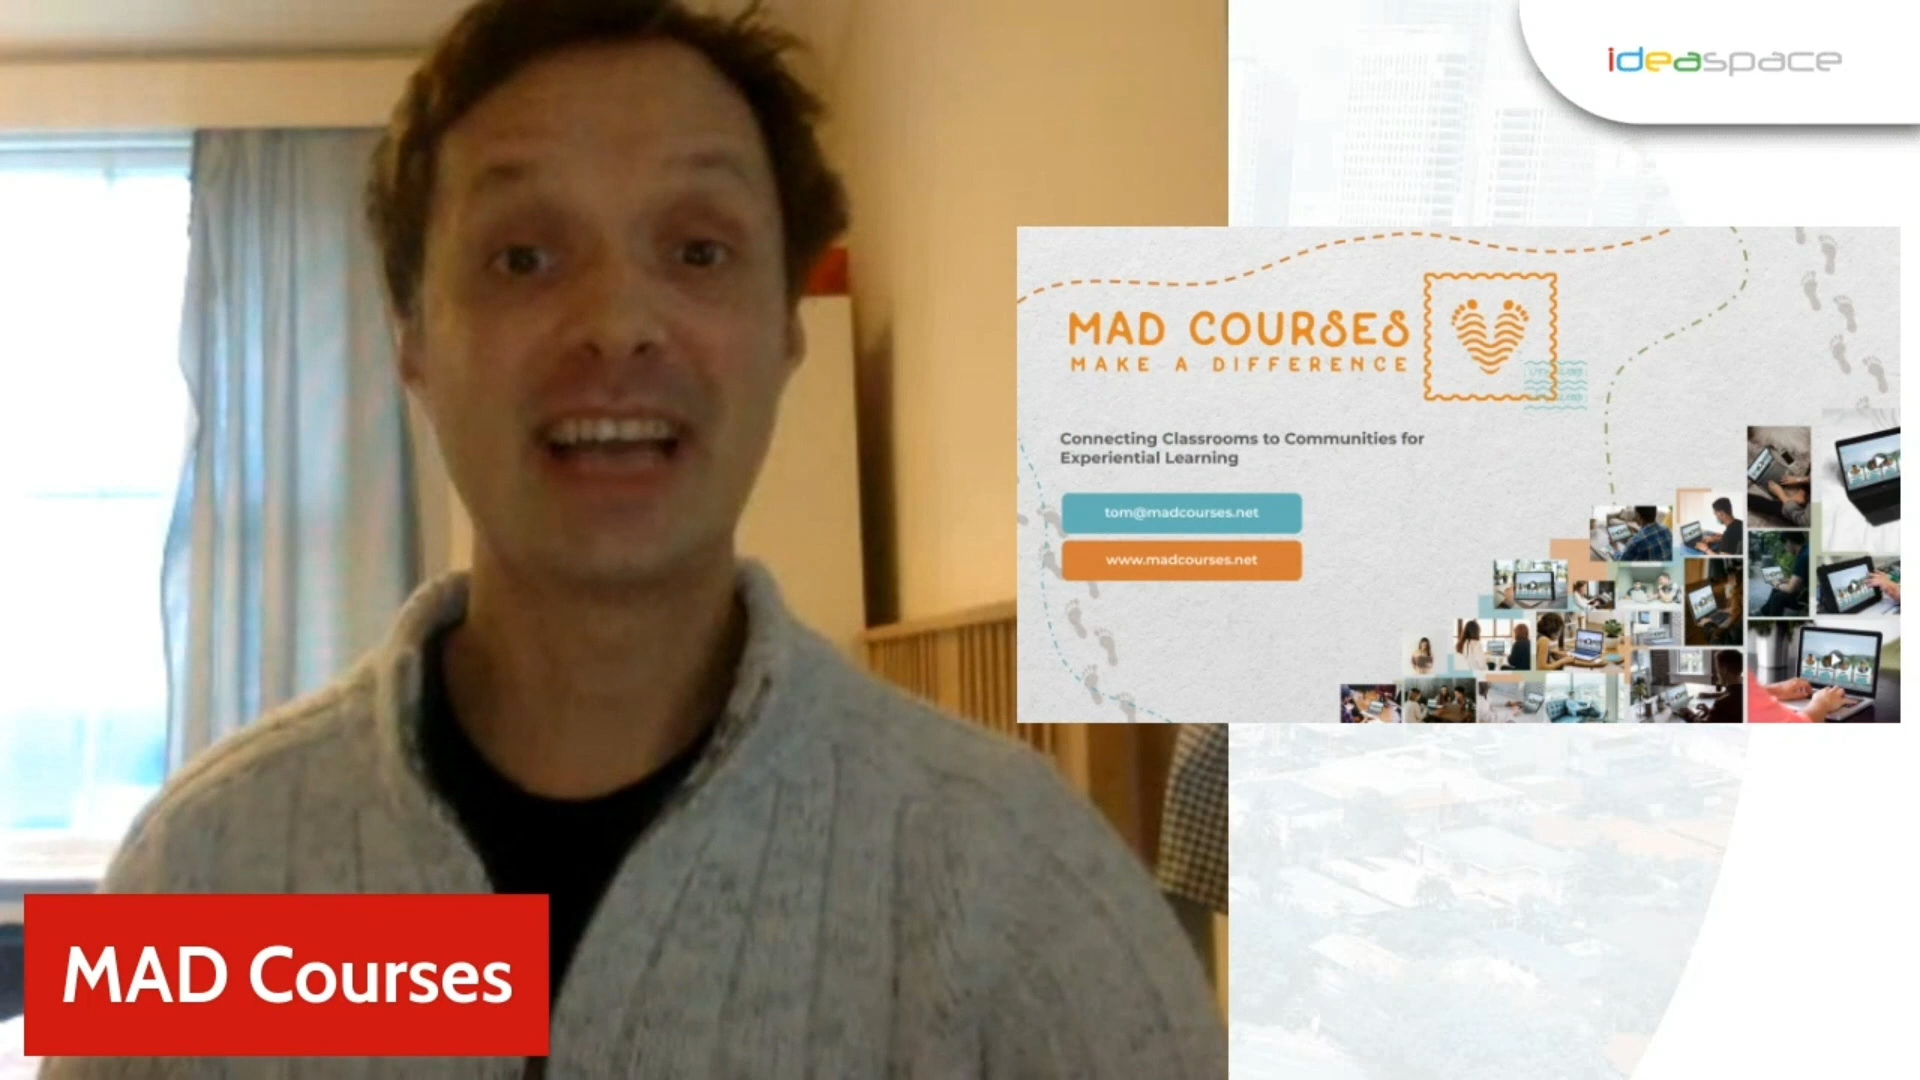 ideaspace
MAD COURSES
MAKE A DIFFERENCE
Connecting Classrooms to Communities for
Experiential Learning
tom@madcourses.net
www.madcourses.net
MAD Courses